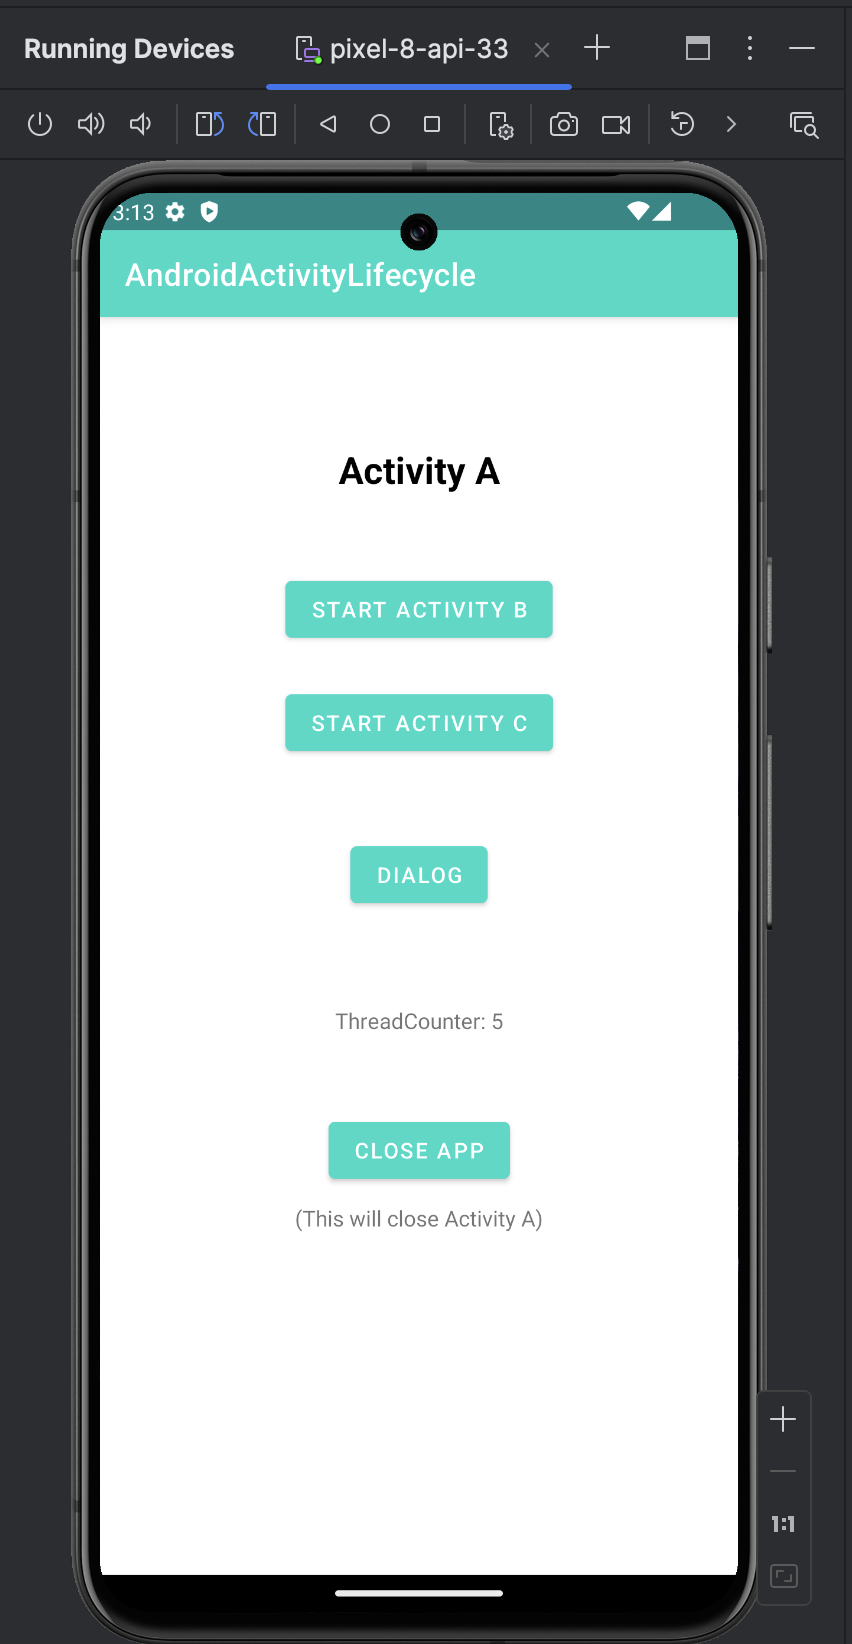 Running Devices
pixel-8-api-33
3:13
AndroidActivityLifecycle
Activity A
START ACTIVITY B
START ACTIVITY C
DIALOG
ThreadCounter: 5
CLOSE APP
(This will close Activity A)
1:1